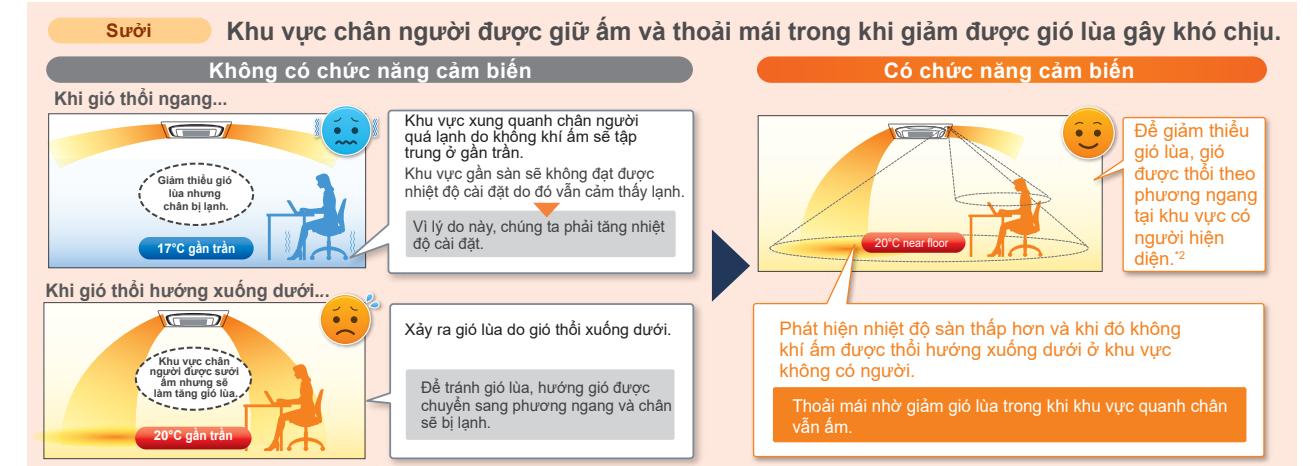 Sưởi
Khu vực chân người được giữ ấm và thoải mái trong khi giảm được gió lùa gây khó chịu.
Không có chức năng cảm biến
Khi gió thổi ngang...
Giảm thiểu gió
lùa nhưng
chân bị lạnh.
17°C gần trần
Khu vực xung quanh chân người
quá lạnh do không khí ấm sẽ tập
trung ở gần trần.
Khu vực gần sàn sẽ không đạt được
nhiệt độ cài đặt do đó vẫn cảm thấy lạnh.
Vì lý do này, chúng ta phải tăng nhiệt
độ cài đặt.
Khi gió thổi hướng xuống dưới...
Khu vực chân
người được sưởi
ấm nhưng sẽ
làm tăng gió lùa.
20°C gần trần
Xảy ra gió lùa do gió thổi xuống dưới.
Để tránh gió lùa, hướng gió được
chuyển sang phương ngang và chân
sẽ bị lạnh.
Có chức năng cảm biến
20°C near floor
Để giảm thiểu
gió lùa, gió
được thổi theo
phương ngang
tại khu vực có
người hiện
diện.*2
Phát hiện nhiệt độ sàn thấp hơn và khi đó không
khí ấm được thổi hướng xuống dưới ở khu vực
không có người.
Thoải mái nhờ giảm gió lùa trong khi khu vực quanh chân
vẫn ấm.